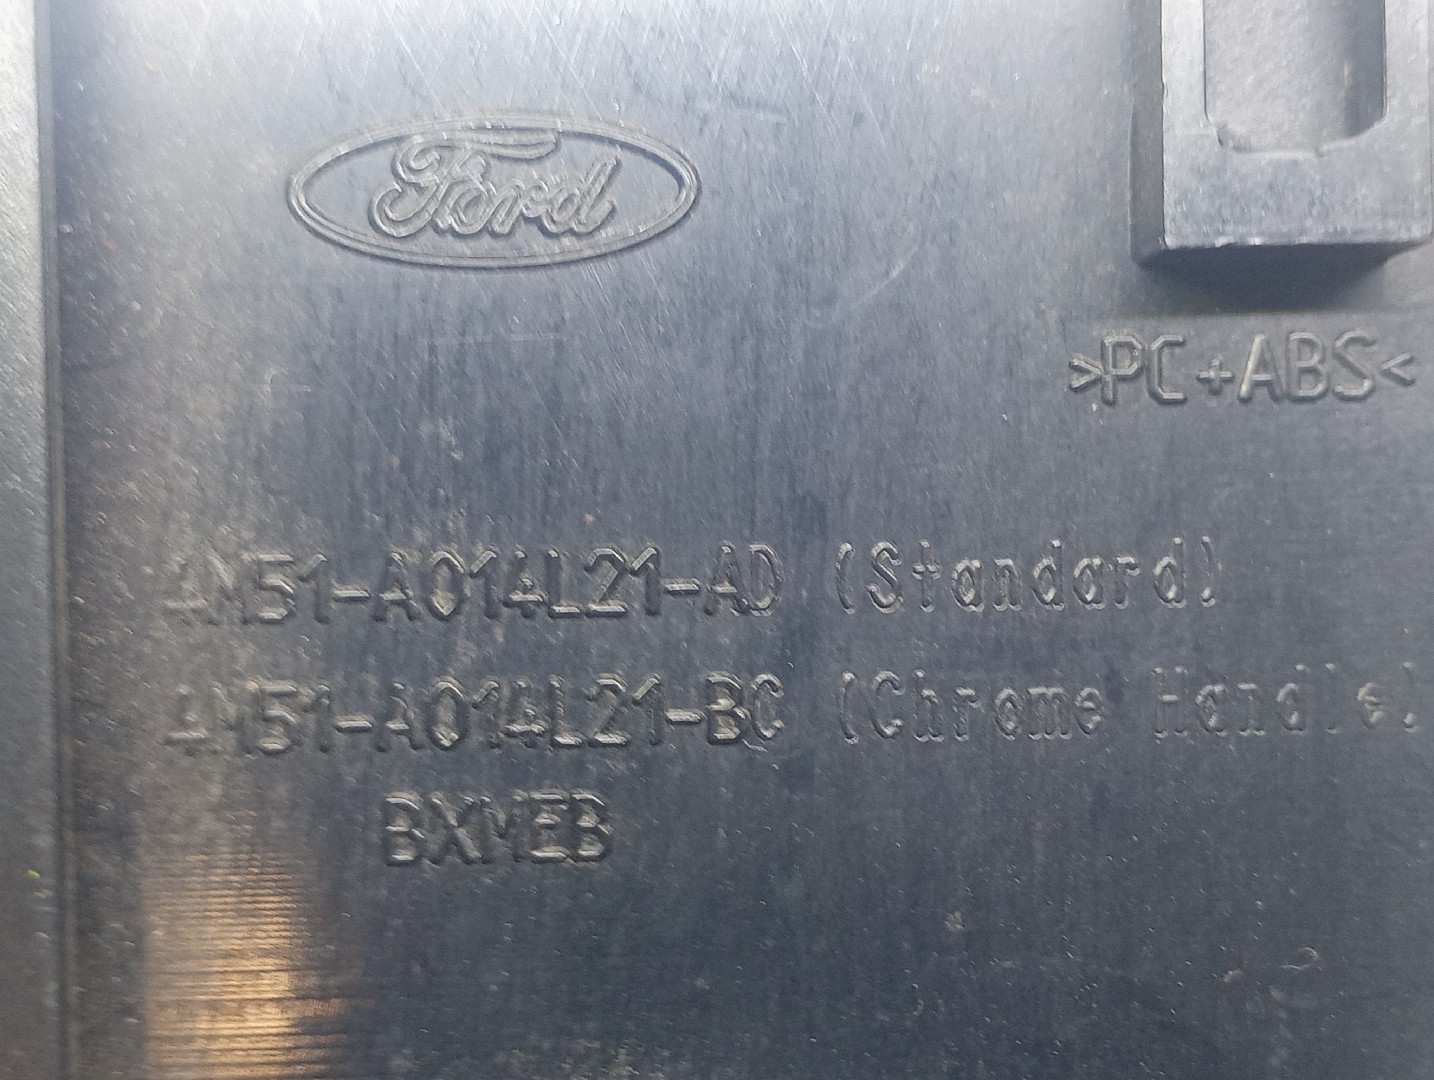 Ford
>PC+ABS<
4M51-A014L21-AD (Standard)
4M51-A014L21-BC (Chrome Handle)
BXMEB